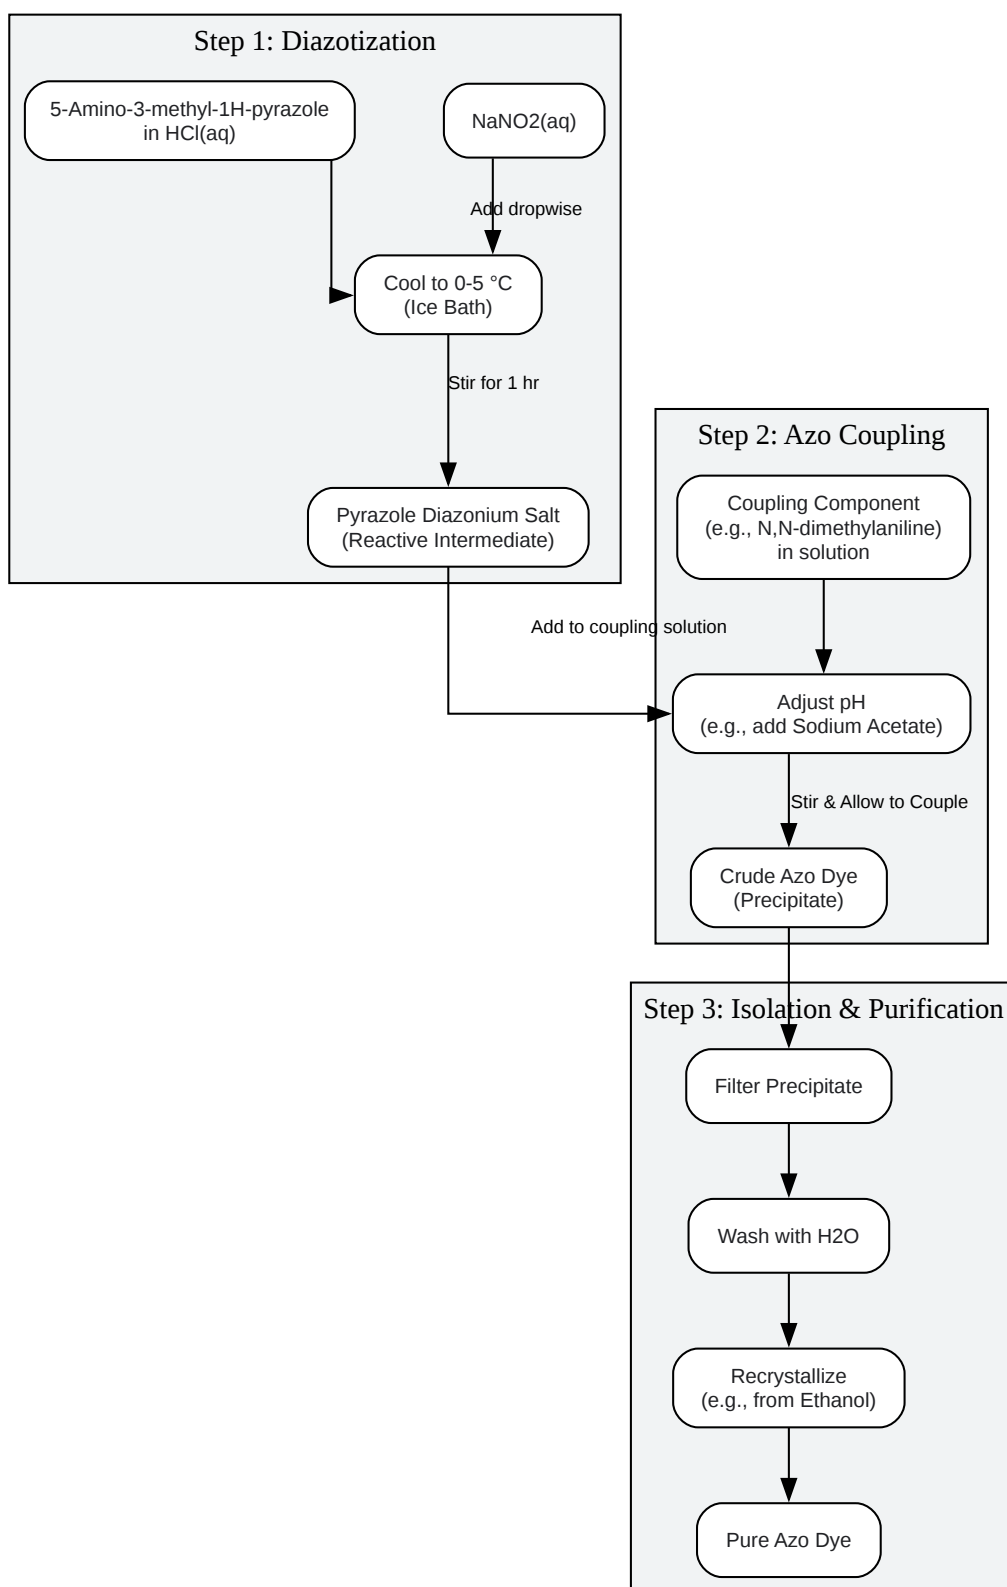 Step 1: Diazotization
5-Amino-3-methyl-1H-pyrazole
in HCl(aq)
NaNO2(aq)
Add dropwise
Cool to 0-5 °C
(Ice Bath)
Stir for 1 hr
Pyrazole Diazonium Salt
(Reactive Intermediate)
Step 2: Azo Coupling
Coupling Component
(e.g., N,N-dimethylaniline)
in solution
Add to coupling solution
Adjust pH
(e.g., add Sodium Acetate)
Stir & Allow to Couple
Crude Azo Dye
(Precipitate)
Step 3: Isolation & Purification
Filter Precipitate
Wash with H2O
Recrystallize
(e.g., from Ethanol)
Pure Azo Dye